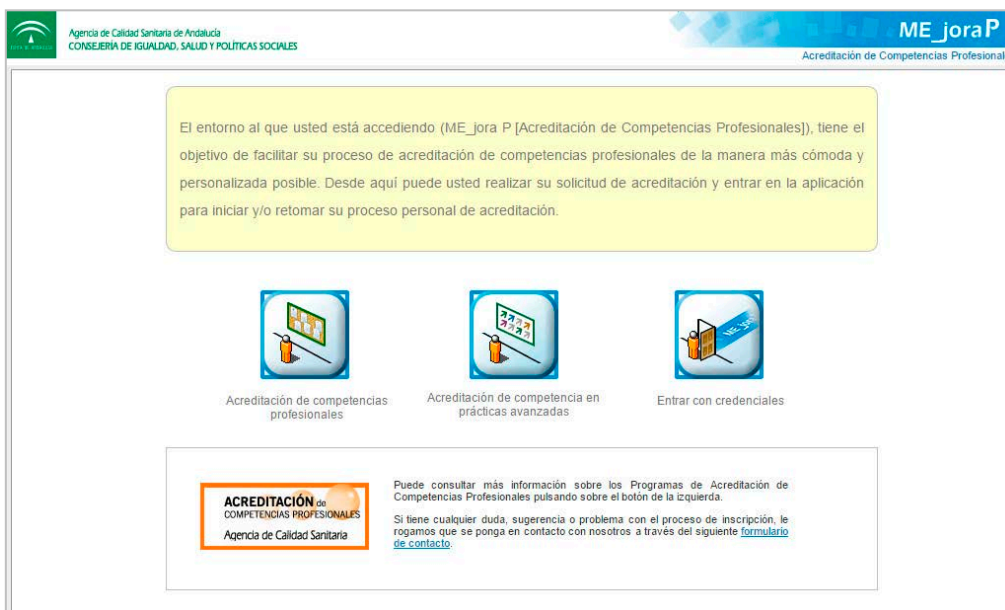 Agencia de Calidad Sanitaria de Andalucía
CONSEJERÍA DE IGUALDAD, SALUD Y POLÍTICAS SOCIALES
ME_jora P
Acreditación de Competencias Profesional
El entorno al que usted está accediendo (ME_jora P [Acreditación de Competencias Profesionales]), tiene el
objetivo de facilitar su proceso de acreditación de competencias profesionales de la manera más cómoda y
personalizada posible. Desde aquí puede usted realizar su solicitud de acreditación y entrar en la aplicación
para iniciar y/o retomar su proceso personal de acreditación.
ME_jora
Acreditación de competencias
profesionales
Acreditación de competencia en
prácticas avanzadas
Entrar con credenciales
ACREDITACIÓN de
COMPETENCIAS PROFESIONALES
Agencia de Calidad Sanitaria
Puede consultar más información sobre los Programas de Acreditación de
Competencias Profesionales pulsando sobre el botón de la izquierda.
Si tiene cualquier duda, sugerencia o problema con el proceso de inscripción, le
rogamos que se ponga en contacto con nosotros a través del siguiente formulario
de contacto.